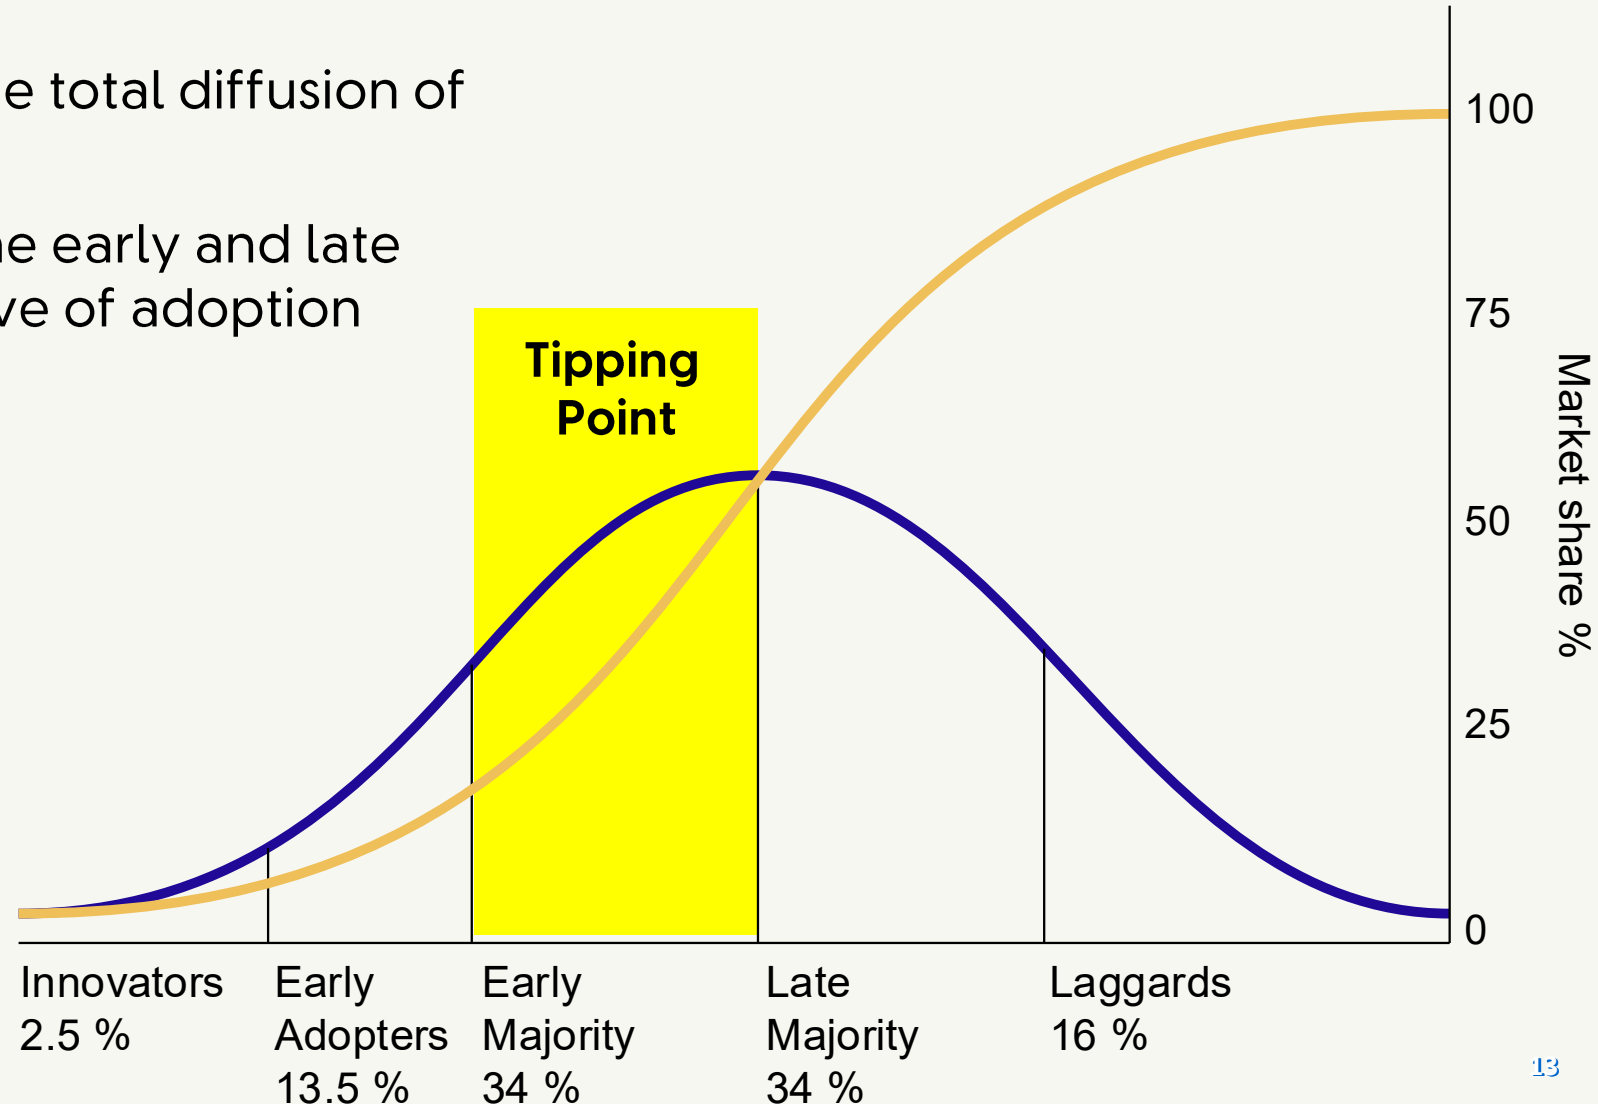 e total diffusion of
e early and late
ve of adoption
Tipping
Point
100
75
50
25
0
Market share %
Innovators
2.5 %
Early
Adopters
13.5 %
Early
Majority
34 %
Late
Majority
34 %
Laggards
16 %
13